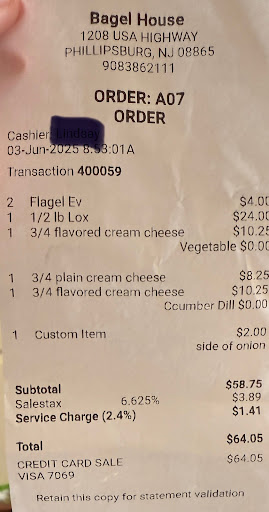 Bagel House
1208 USA HIGHWAY
PHILLIPSBURG, NJ 08865
9083862111
ORDER: A07
ORDER
Cashier:
03-Jun-2025 8:53:01A
Transaction 400059
2 Flagel Ev $4.00
1 1/2 lb Lox $24.00
1 3/4 flavored cream cheese $10.25
Vegetable $0.00
1 3/4 plain cream cheese $8.25
1 3/4 flavored cream cheese $10.25
Ccumber Dill $0.00
1 Custom Item $2.00
side of onion
Subtotal $58.75
Salestax 6.625% $3.89
Service Charge (2.4%) $1.41
Total $64.05
CREDIT CARD SALE $64.05
VISA 7069
Retain this copy for statement validation